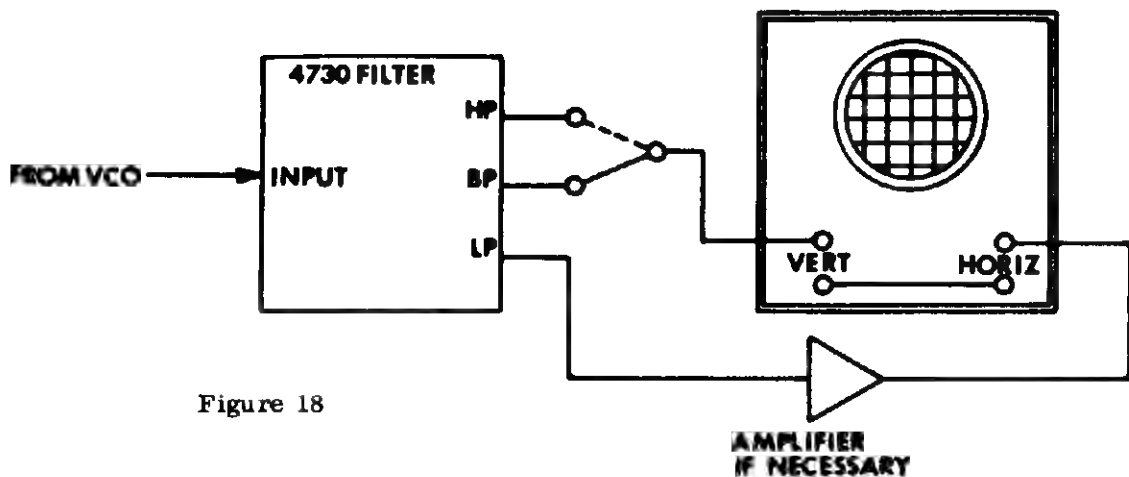 4730 FILTER
HP
FROM VCO
INPUT
BP
LP
VERT
HORIZ
Figure 18
AMPLIFIER
IF NECESSARY